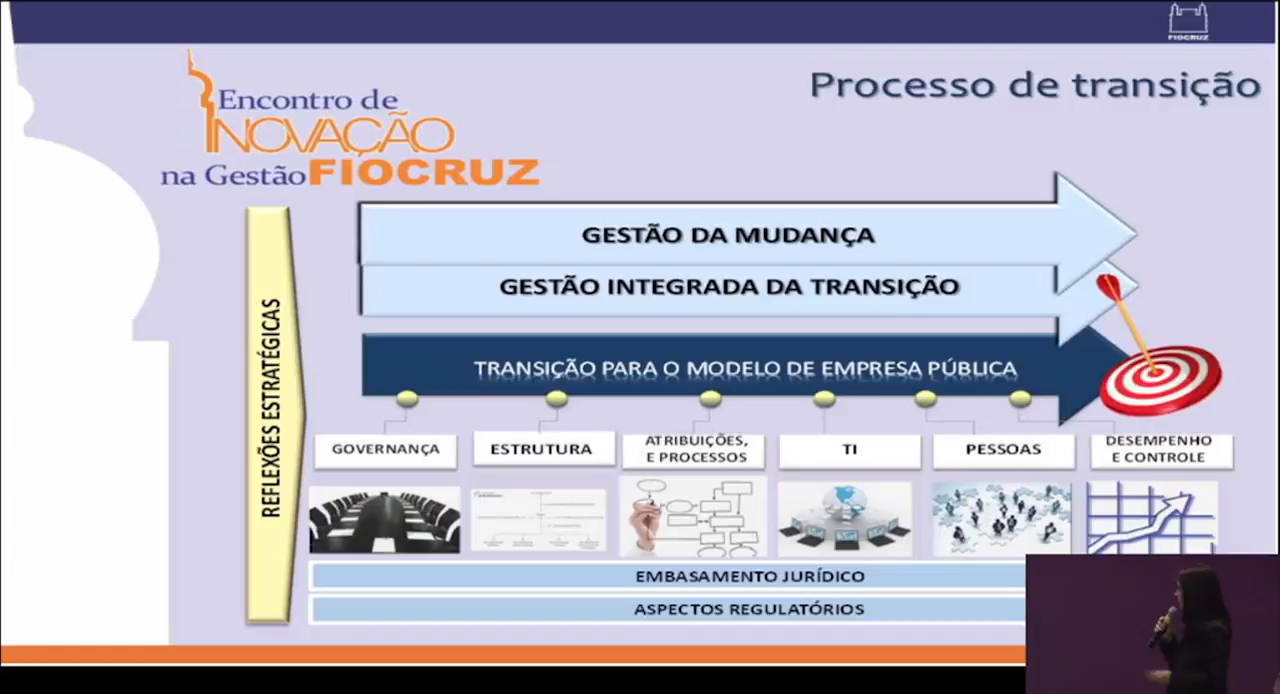 FIOCRUZ
Processo de transição
Encontro de
INOVAÇÃO
na Gestão FIOCRUZ
REFLEXÕES ESTRATÉGICAS
GESTÃO DA MUDANÇA
GESTÃO INTEGRADA DA TRANSIÇÃO
TRANSIÇÃO PARA O MODELO DE EMPRESA PÚBLICA
GOVERNANÇA
ESTRUTURA
ATRIBUIÇÕES,
E PROCESSOS
TI
PESSOAS
DESEMPENHO
E CONTROLE
EMBASAMENTO JURÍDICO
ASPECTOS REGULATÓRIOS